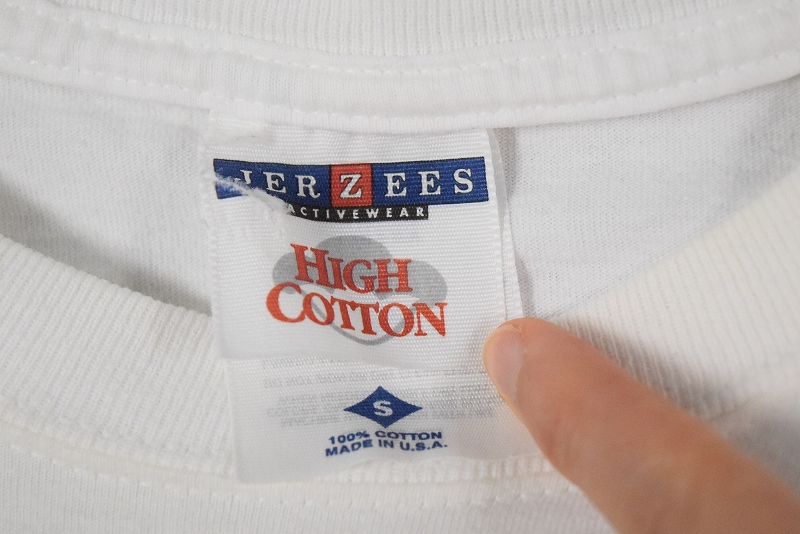 JERZEES
ACTIVEWEAR
HIGH
COTTON
S
100% COTTON
MADE IN U.S.A.